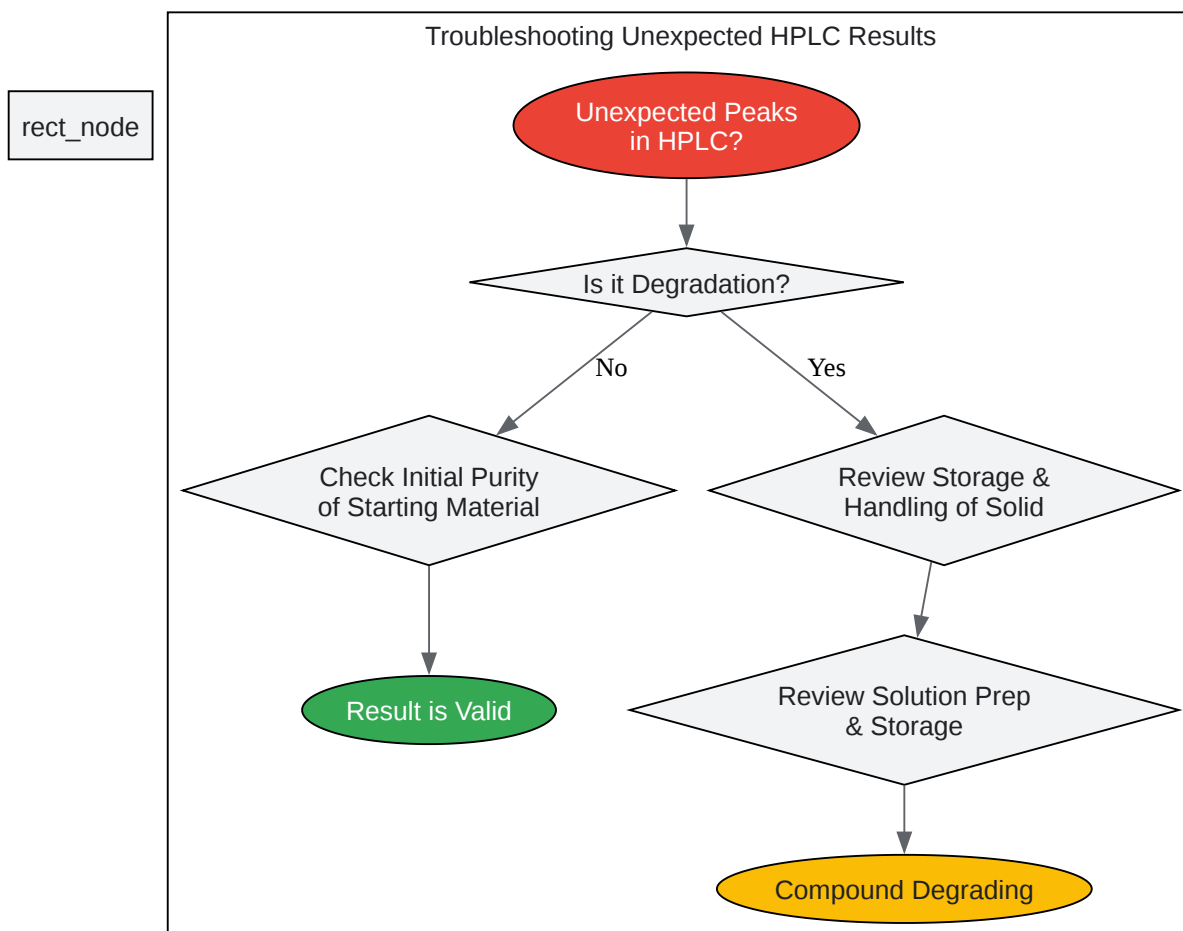 Troubleshooting Unexpected HPLC Results
rect_node
Unexpected Peaks
in HPLC?
Is it Degradation?
No
Yes
Check Initial Purity
of Starting Material
Review Storage &
Handling of Solid
Result is Valid
Review Solution Prep
& Storage
Compound Degrading